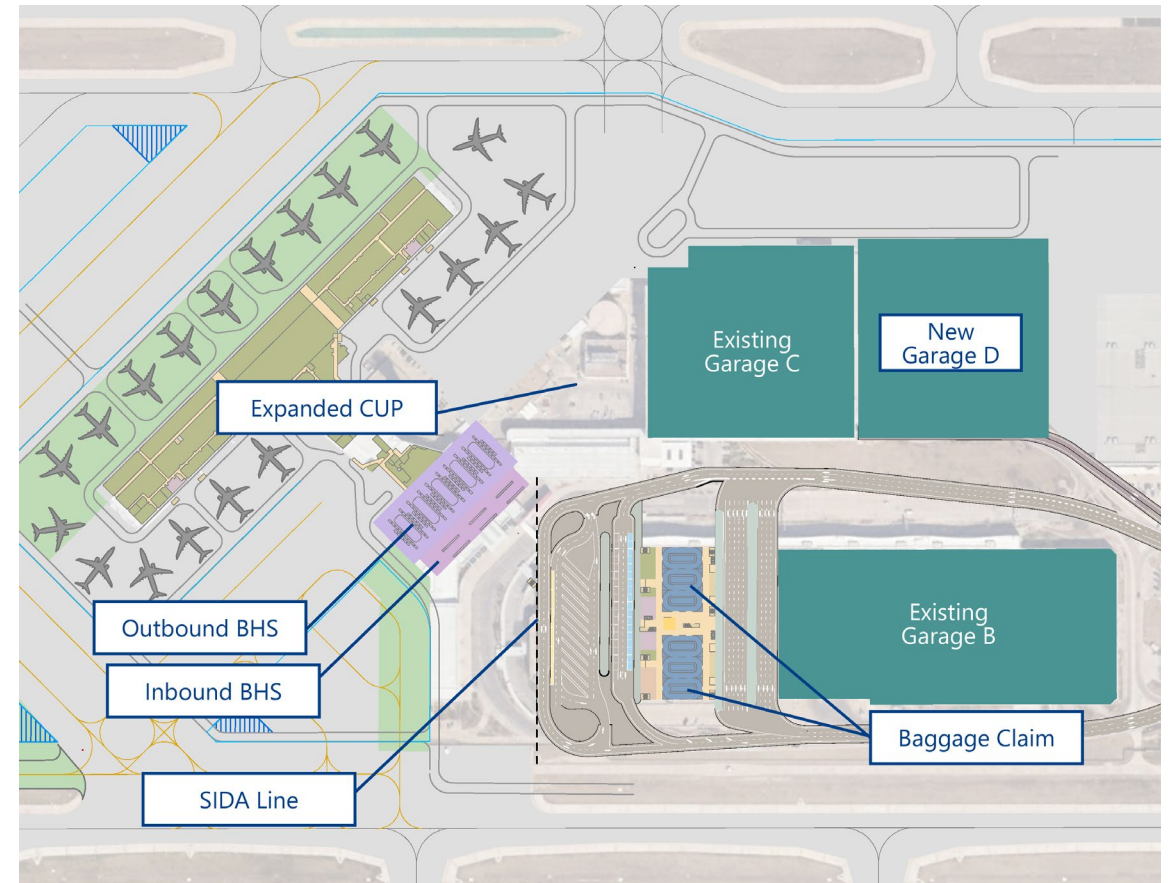 Existing
Garage C
New
Garage D
Expanded CUP
Outbound BHS
Existing
Garage B
Inbound BHS
Baggage Claim
SIDA Line